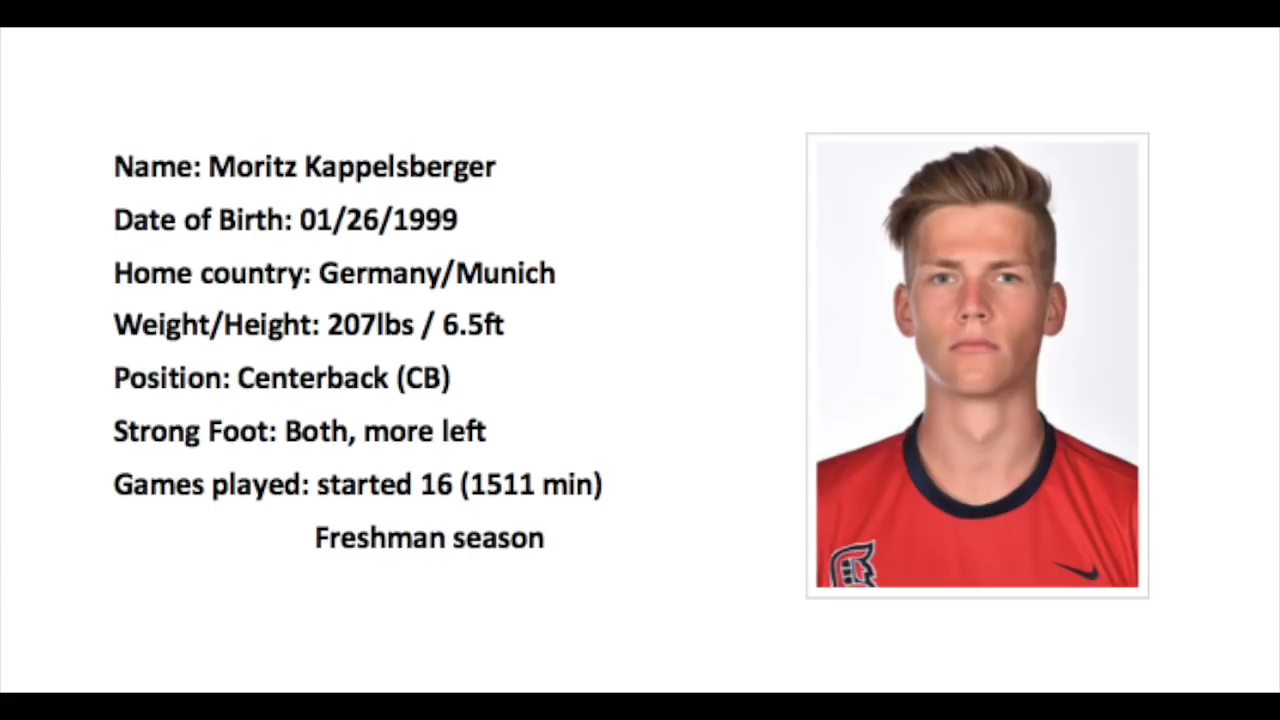 Name: Moritz Kappelsberger
Date of Birth: 01/26/1999
Home country: Germany/Munich
Weight/Height: 207lbs / 6.5ft
Position: Centerback (CB)
Strong Foot: Both, more left
Games played: started 16 (1511 min)
Freshman season